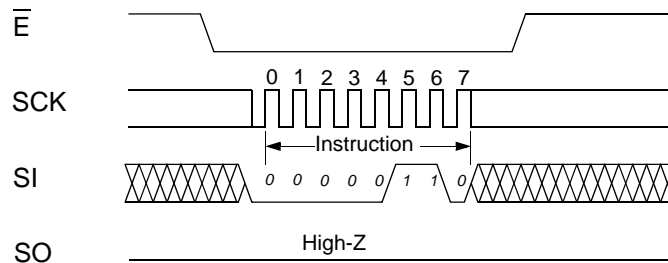 E̅
SCK
0 1 2 3 4 5 6 7
Instruction
SI
0 0 0 0 0 1 1 0
High-Z
SO